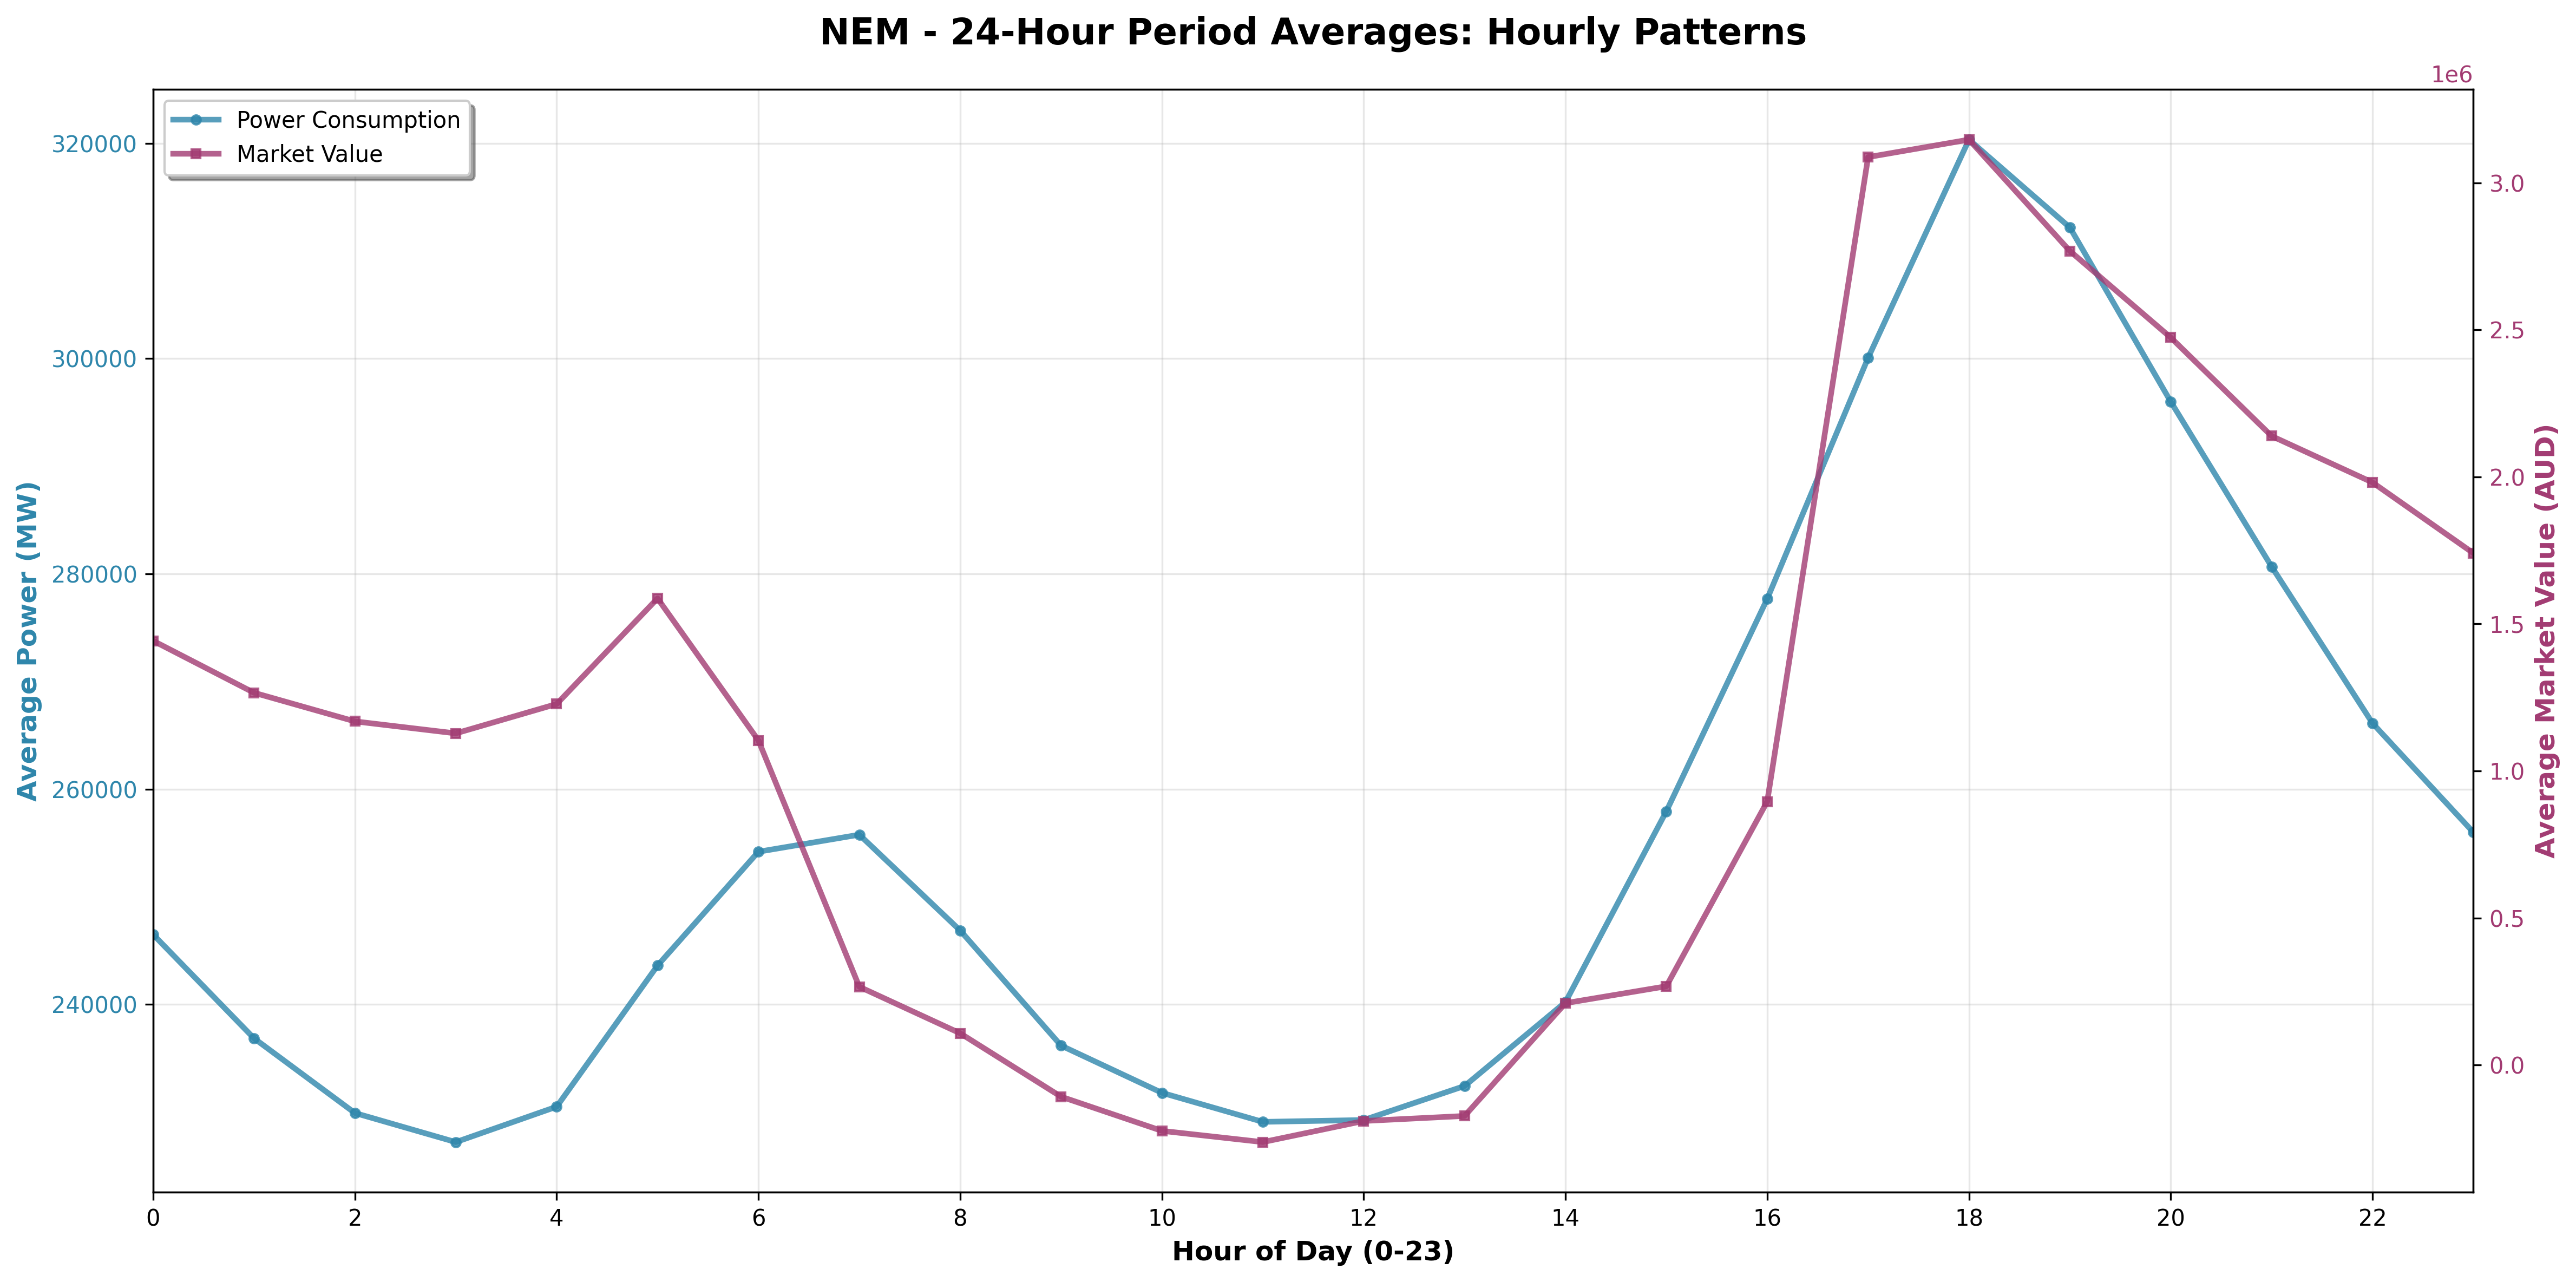 NEM - 24-Hour Period Averages: Hourly Patterns
1e6
Power Consumption
Market Value
320000
300000
280000
260000
240000
Average Power (MW)
3.0
2.5
2.0
1.5
1.0
0.5
0.0
Average Market Value (AUD)
0 2 4 6 8 10 12 14 16 18 20 22
Hour of Day (0-23)